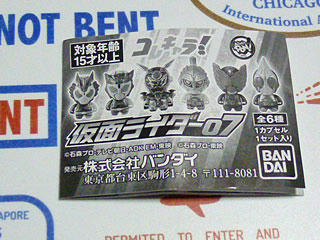 CHICAGO
International A
NOT BENT
対象年齢
15才以上
コレキャラ!
全6種
1カプセル
1セット入り
仮面ライダー07
©石森プロ・テレビ朝日・ADK EM・東映 ©石森プロ・東映
発売元 株式会社バンダイ
東京都台東区駒形1-4-8 〒111-8081
BAN
DAI
ENT
APORE
PERMITTED TO ENTER